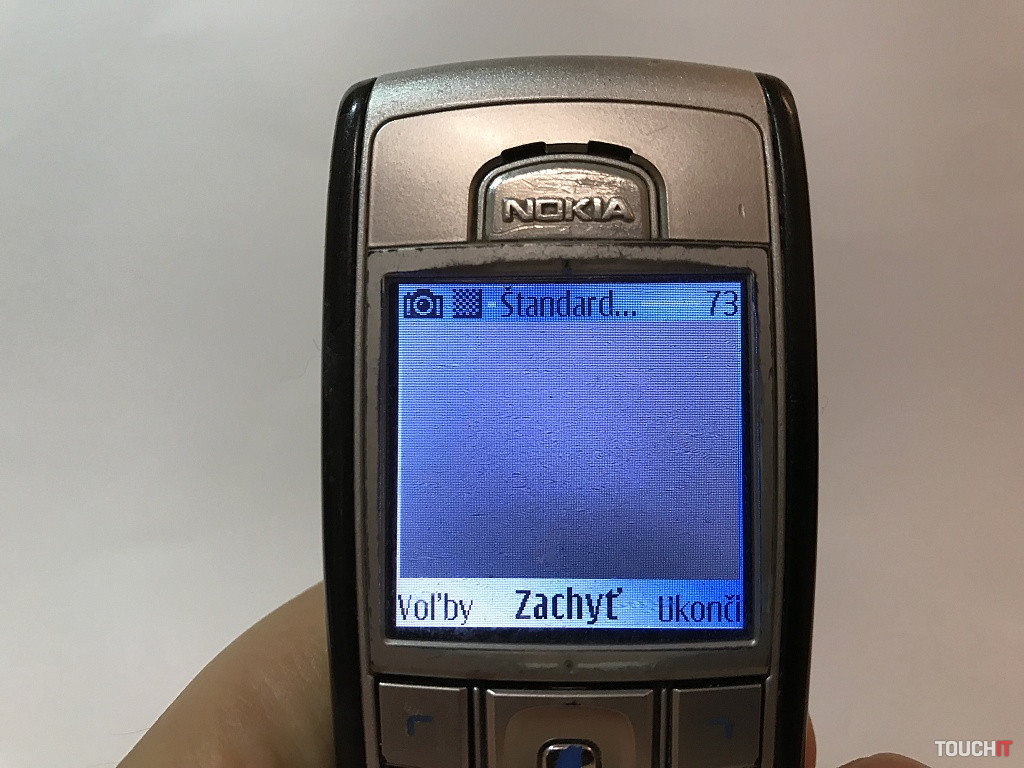 NOKIA
Štandard... 73
Voľby Zachyť Ukonči
TOUCHIT